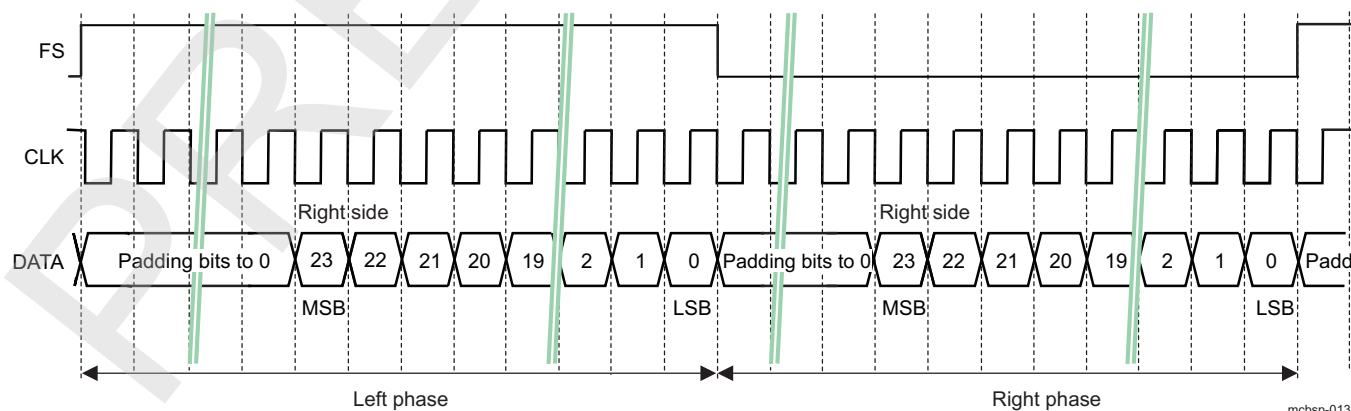 FS
CLK
Right side Right side
DATA Padding bits to 0 23 22 21 20 19 2 1 0 Padding bits to 0 23 22 21 20 19 2 1 0 Padd
MSB LSB MSB LSB
Left phase Right phase
mcbsp-013
PRE